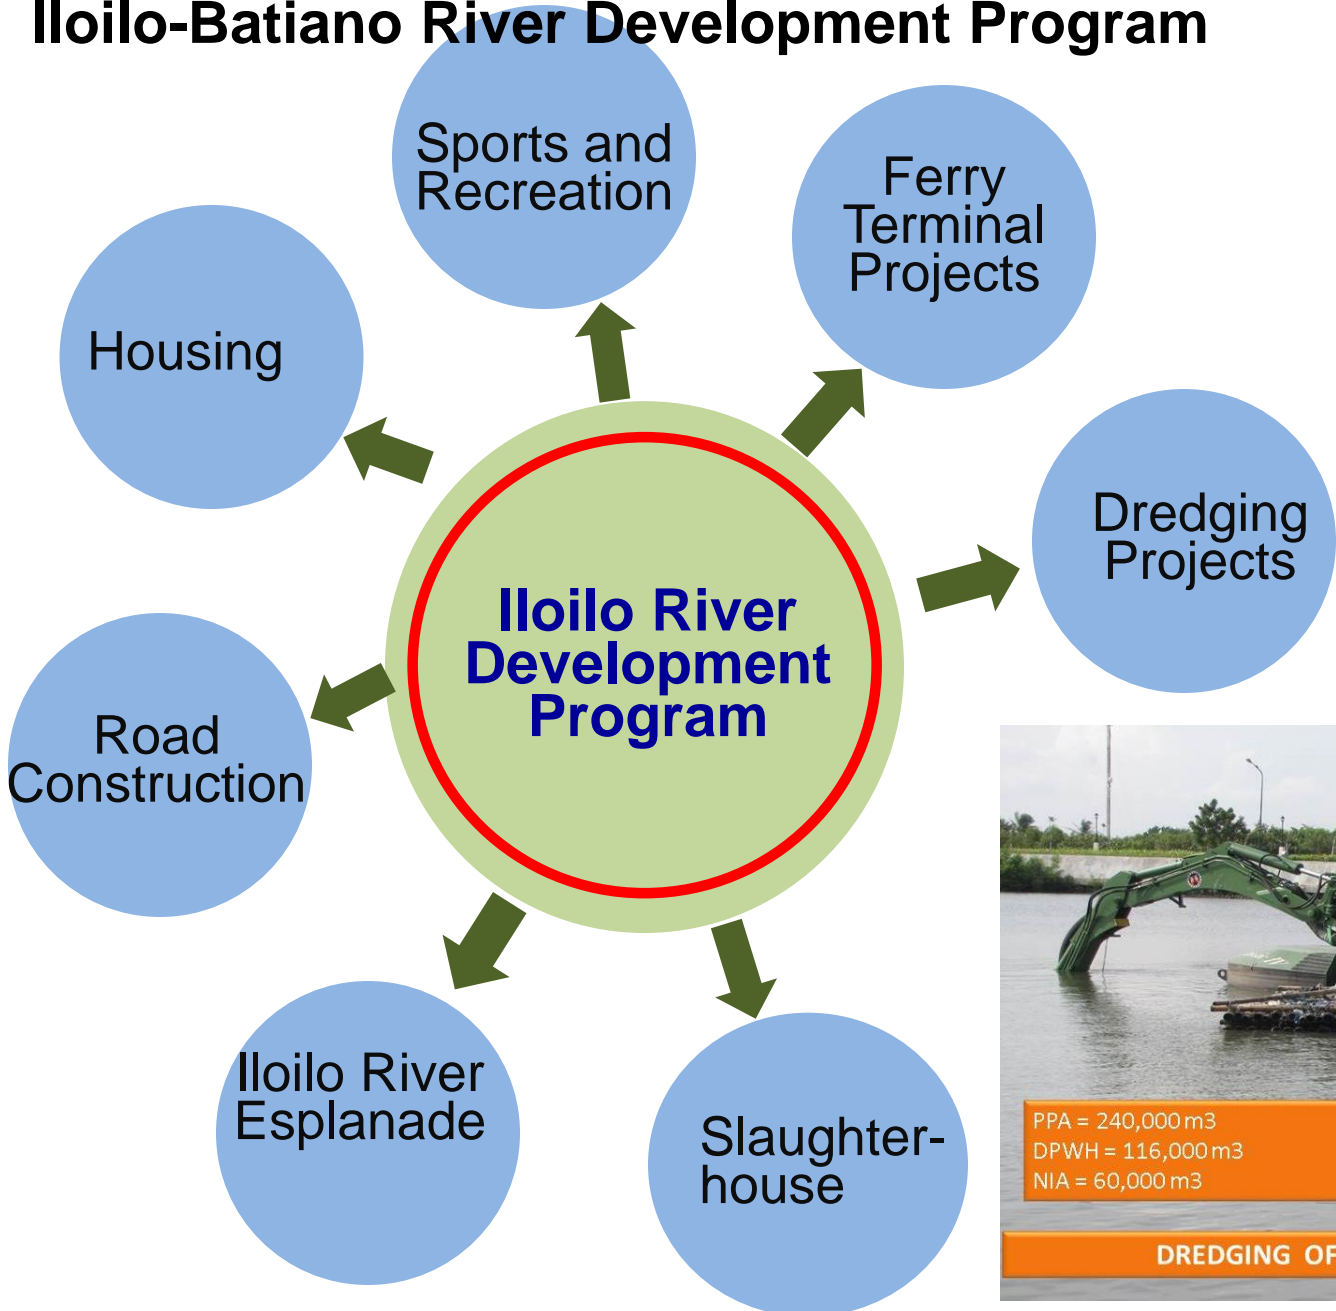 Iloilo-Batiano River Development Program
Sports and
Recreation
Ferry
Terminal
Projects
Housing
Dredging
Projects
Iloilo River
Development
Program
Road
Construction
Iloilo River
Esplanade
Slaughter-
house
PPA = 240,000 m3
DPWH = 116,000 m3
NIA = 60,000 m3
DREDGING OF